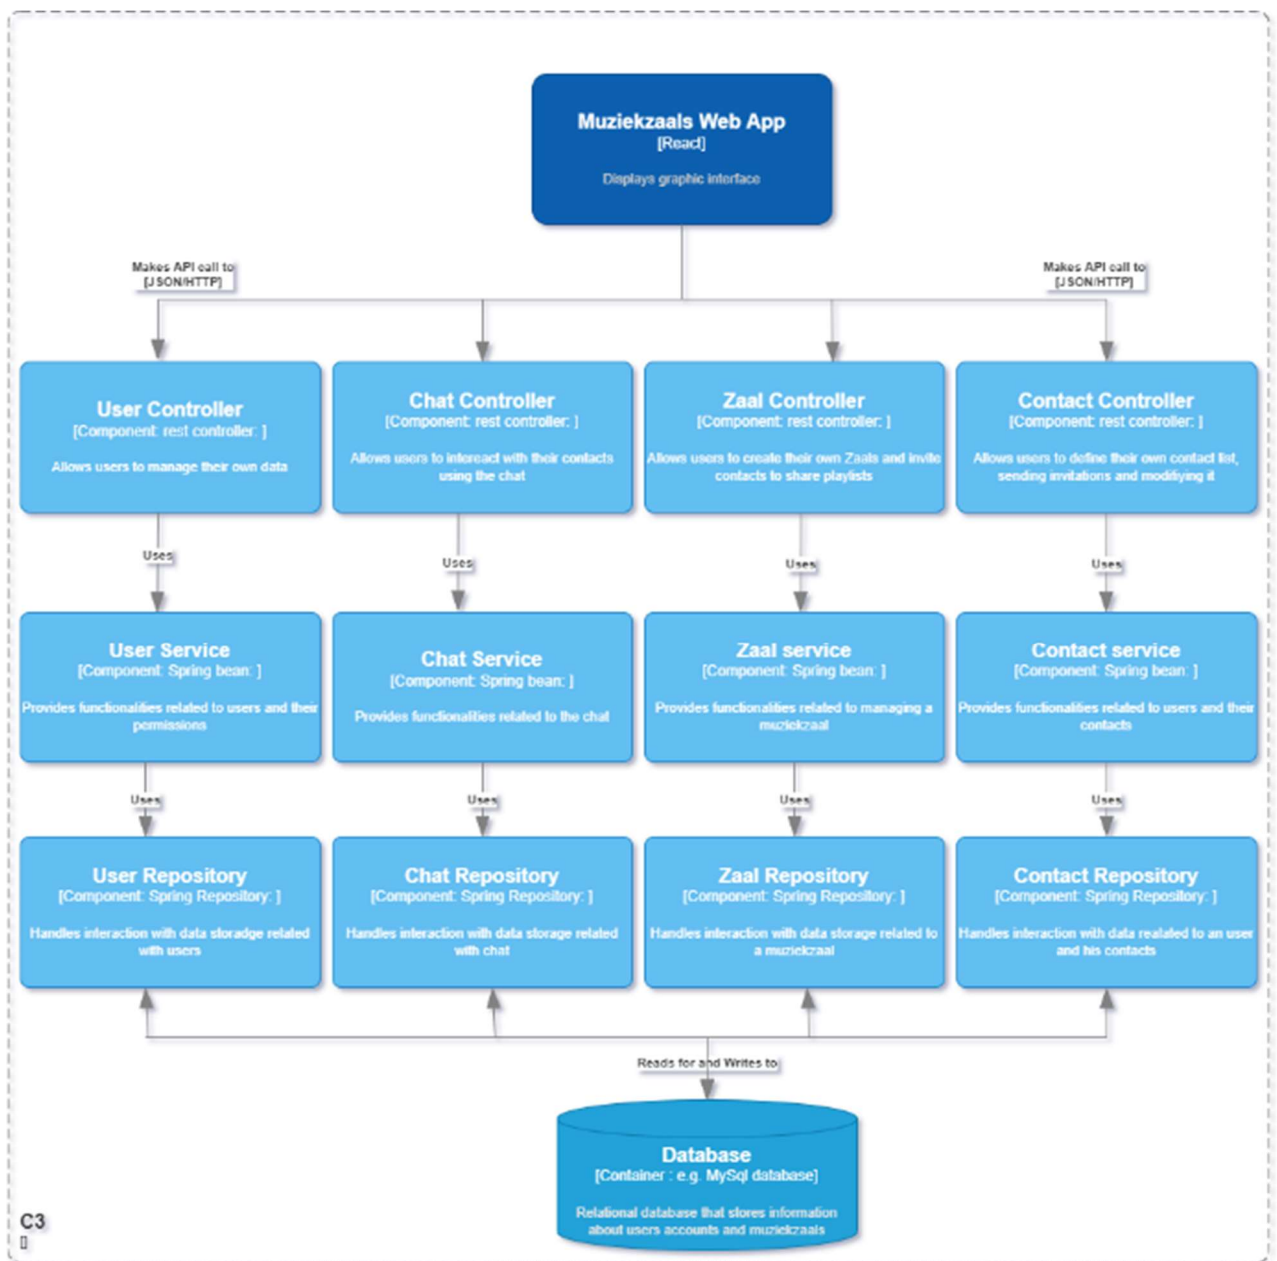 Muziekzaals Web App
[React]
Displays graphic interface
Makes API call to
[JSON/HTTP]
Makes API call to
[JSON/HTTP]
User Controller
[Component: rest controller: ]
Allows users to manage their own data
Chat Controller
[Component: rest controller: ]
Allows users to intereact with their contacts
using the chat
Zaal Controller
[Component: rest controller: ]
Allows users to create their own Zaals and invite
contacts to share playlists
Contact Controller
[Component: rest controller: ]
Allows users to define their own contact list,
sending invitations and modifiying it
Uses
Uses
Uses
Uses
User Service
[Component: Spring bean: ]
Provides functionalities related to users and their
permissions
Chat Service
[Component: Spring bean: ]
Provides functionalities related to the chat
Zaal service
[Component: Spring bean: ]
Provides functionalities related to managing a
muziekzaal
Contact service
[Component: Spring bean: ]
Provides functionalities related to users and their
contacts
Uses
Uses
Uses
Uses
User Repository
[Component: Spring Repository: ]
Handles interaction with data storadge related
with users
Chat Repository
[Component: Spring Repository: ]
Handles interaction with data storage related
with chat
Zaal Repository
[Component: Spring Repository: ]
Handles interaction with data storage related to
a muziekzaal
Contact Repository
[Component: Spring Repository: ]
Handles interaction with data realated to an user
and his contacts
Reads for and Writes to
Database
[Container : e.g. MySql database]
Relational database that stores information
about users accounts and muziekzaals
C3
[]